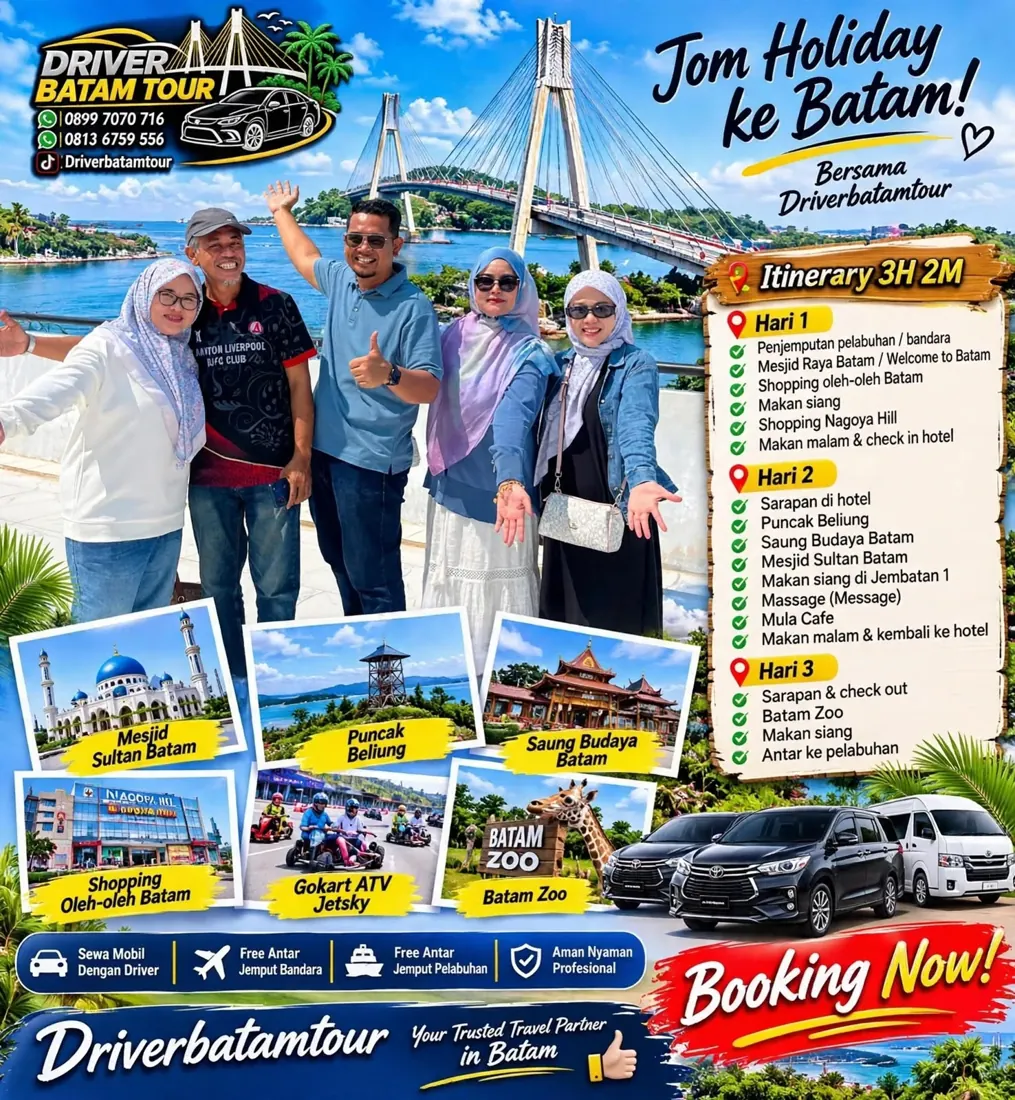 DRIVER
BATAM TOUR
0899 7070 716
0813 6759 556
Driverbatamtour
Jom Holiday
ke Batam!
Bersama
Driverbatamtour
LIVERPOOL
CLUB
Itinerary 3H 2M
Hari 1
Penjemputan pelabuhan / bandara
Mesjid Raya Batam / Welcome to Batam
Shopping oleh-oleh Batam
Makan siang
Shopping Nagoya Hill
Makan malam & check in hotel
Hari 2
Sarapan di hotel
Puncak Beliung
Saung Budaya Batam
Mesjid Sultan Batam
Makan siang di Jembatan 1
Massage (Message)
Mula Cafe
Makan malam & kembali ke hotel
Hari 3
Sarapan & check out
Batam Zoo
Makan siang
Antar ke pelabuhan
Mesjid
Sultan Batam
Puncak
Beliung
Saung Budaya
Batam
Shopping
Oleh-oleh Batam
Gokart ATV
Jetsky
BATAM
ZOO
Batam Zoo
Sewa Mobil
Dengan Driver
Free Antar
Jemput Bandara
Free Antar
Jemput Pelabuhan
Aman Nyaman
Profesional
Booking Now!
Driverbatamtour
Your Trusted Travel Partner
in Batam